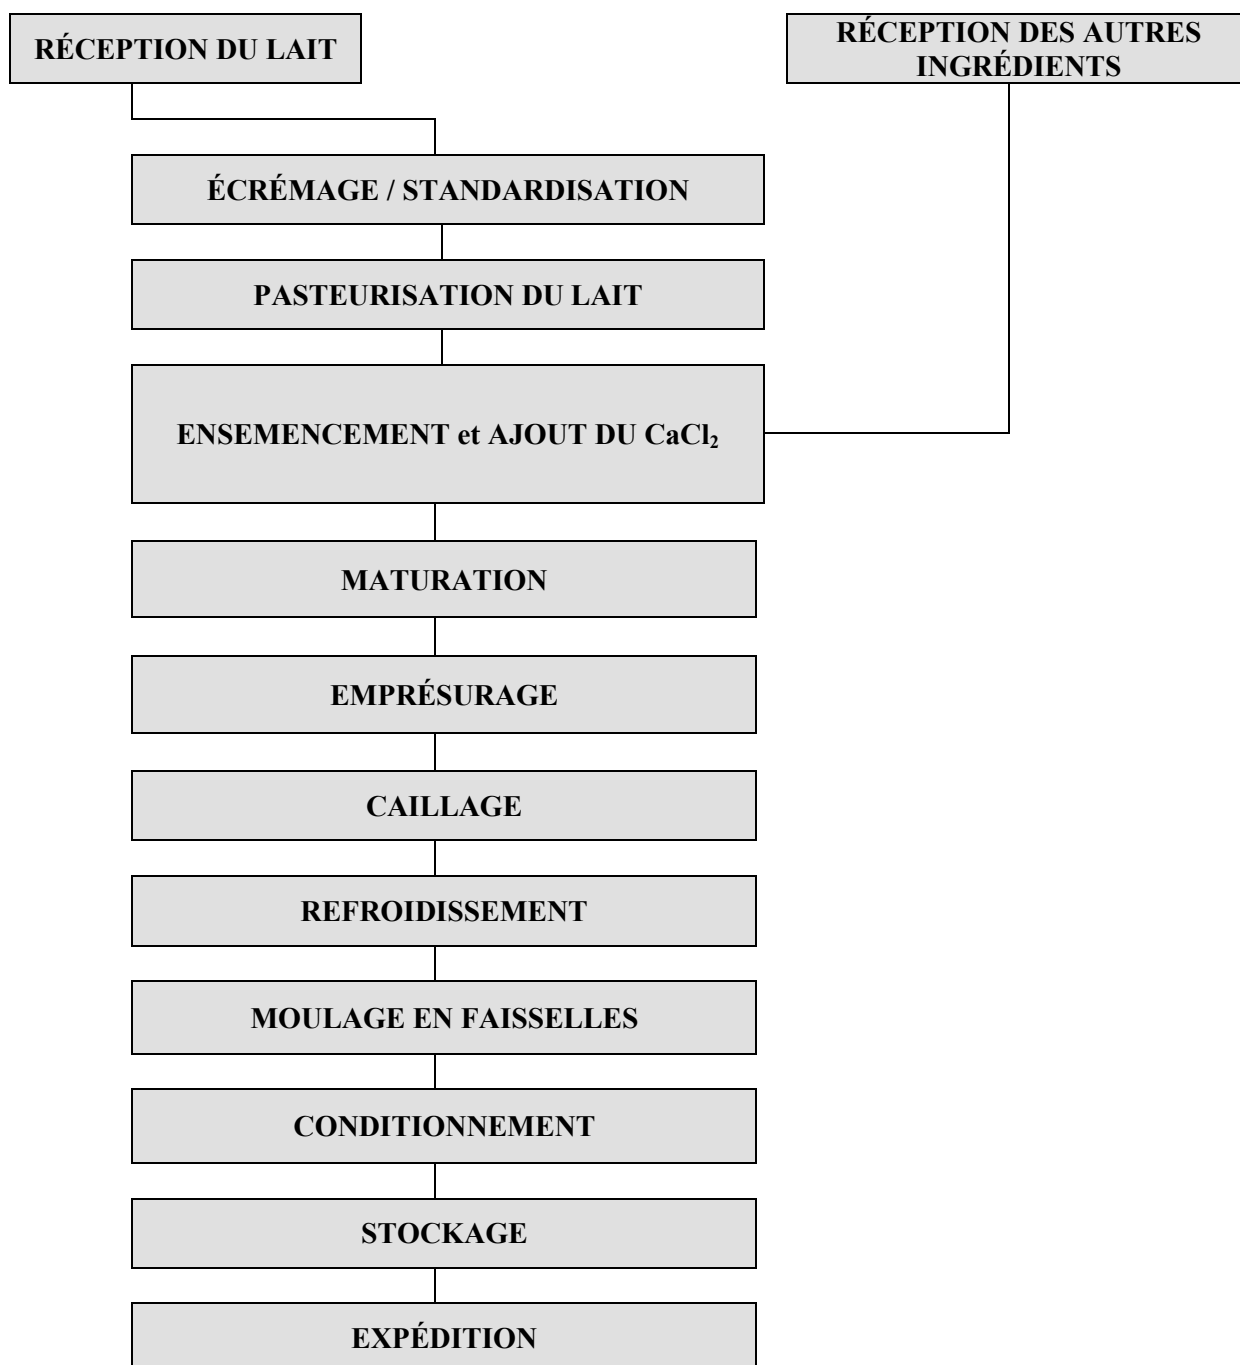 RÉCEPTION DU LAIT
RÉCEPTION DES AUTRES
INGRÉDIENTS
ÉCRÉMAGE / STANDARDISATION
PASTEURISATION DU LAIT
ENSEMENCEMENT et AJOUT DU CaCl₂
MATURATION
EMPRÉSURAGE
CAILLAGE
REFROIDISSEMENT
MOULAGE EN FAISSELLES
CONDITIONNEMENT
STOCKAGE
EXPÉDITION